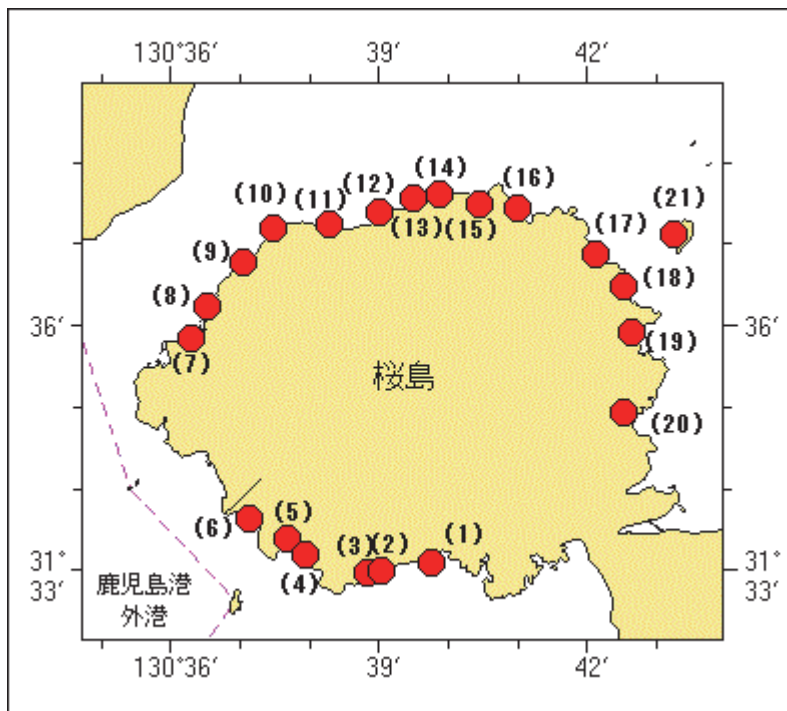 130°36′ 39′ 42′
(14)
(12) (16)
(10) (11) (21)
(13)(15)
(17)
(9)
(18)
(8)
36′ 36′
(19)
(7)
桜島
(20)
(5)
(6)
(3)(2) (1)
31° 31°
(4)
33′ 33′
鹿児島港
外港
130°36′ 39′ 42′